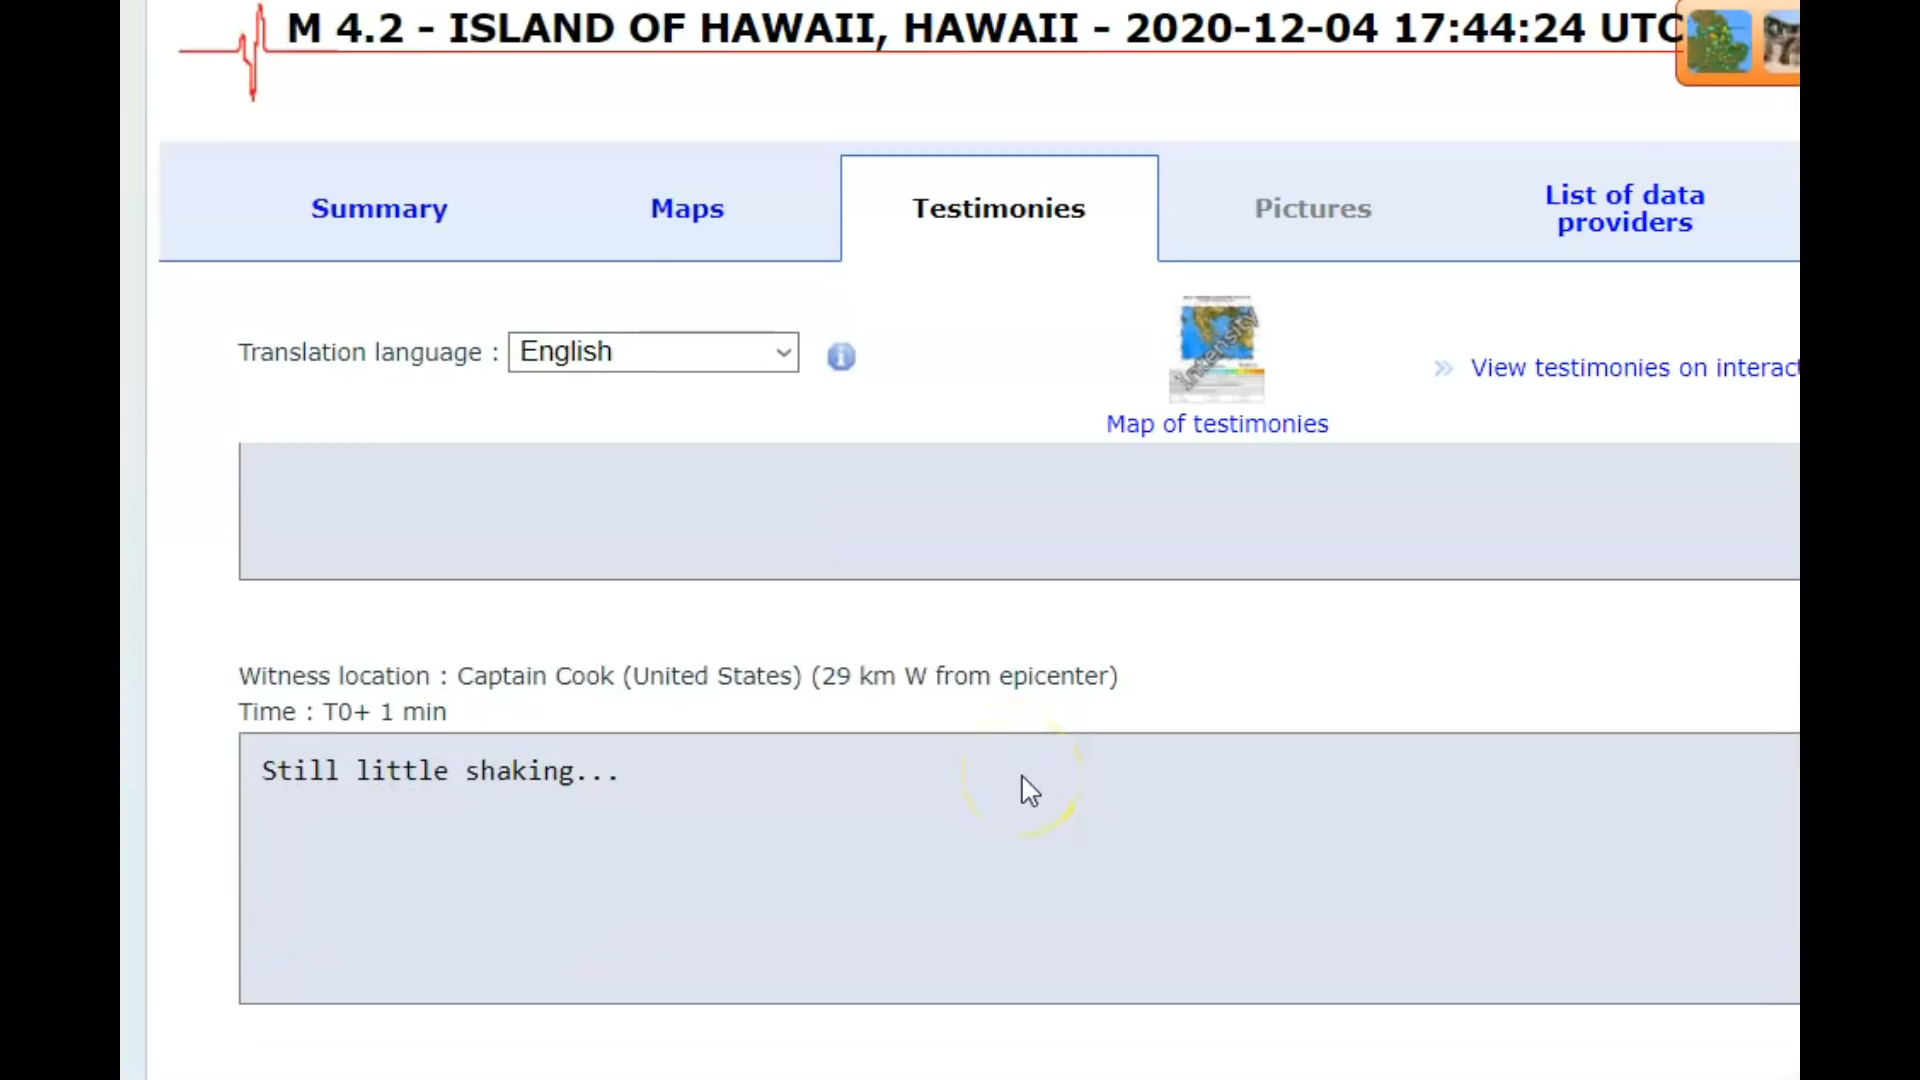 M 4.2 - ISLAND OF HAWAII, HAWAII - 2020-12-04 17:44:24 UTC
Summary
Maps
Testimonies
Pictures
List of data
providers
Translation language : English
intensity
View testimonies on interact
Map of testimonies
Witness location : Captain Cook (United States) (29 km W from epicenter)
Time : T0+ 1 min
Still little shaking...